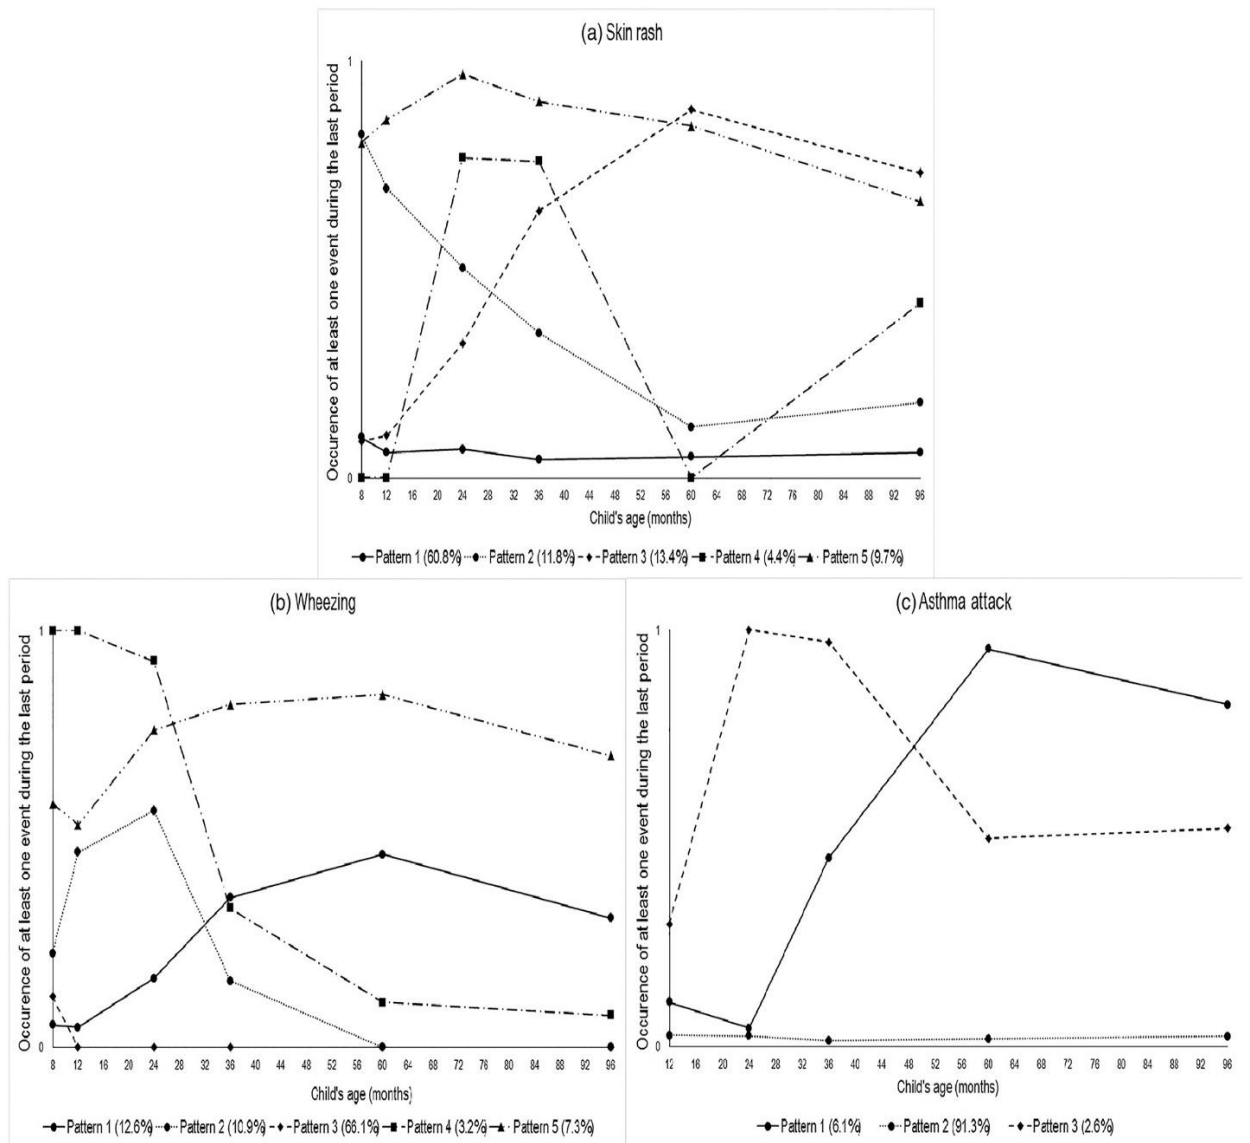 (a) Skin rash
Occurence of at least one event during the last period
1
0
8 12 16 20 24 28 32 36 40 44 48 52 56 60 64 68 72 76 80 84 88 92 96
Child's age (months)
Pattern 1 (60.8%) Pattern 2 (11.8%) Pattern 3 (13.4%) Pattern 4 (4.4%) Pattern 5 (9.7%)
(b) Wheezing
Occurence of at least one event during the last period
1
0
8 12 16 20 24 28 32 36 40 44 48 52 56 60 64 68 72 76 80 84 88 92 96
Child's age (months)
Pattern 1 (12.6%) Pattern 2 (10.9%) Pattern 3 (66.1%) Pattern 4 (3.2%) Pattern 5 (7.3%)
(c) Asthma attack
Occurence of at least one event during the last period
1
0
12 16 20 24 28 32 36 40 44 48 52 56 60 64 68 72 76 80 84 88 92 96
Child's age (months)
Pattern 1 (6.1%) Pattern 2 (91.3%) Pattern 3 (2.6%)